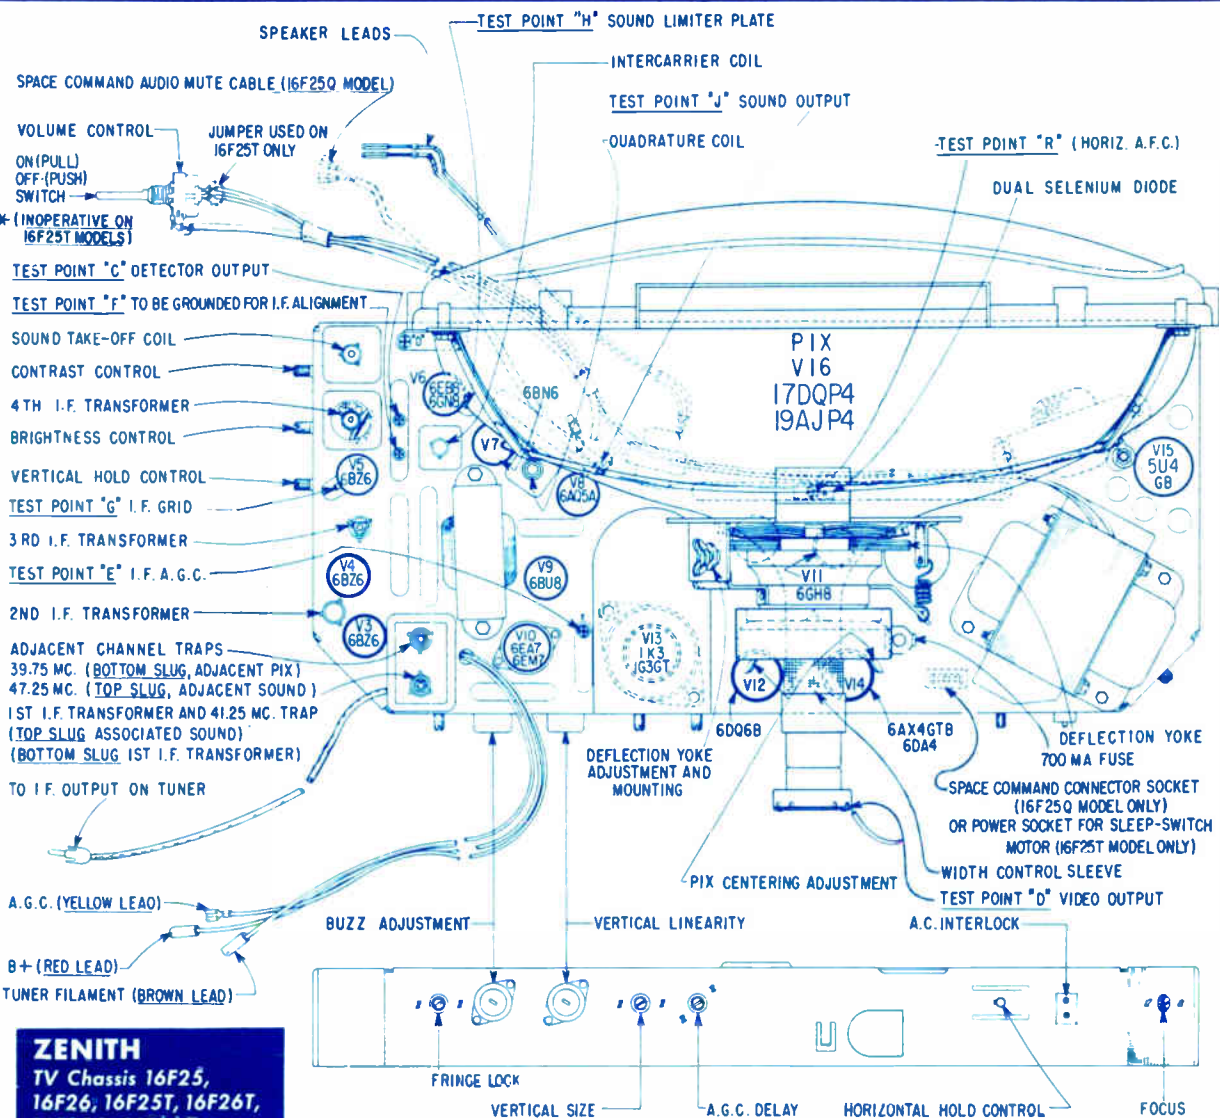 SPEAKER LEADS
TEST POINT "H" SOUND LIMITER PLATE
INTERCARRIER COIL
SPACE COMMAND AUDIO MUTE CABLE (16F25Q MODEL)
TEST POINT "J" SOUND OUTPUT
VOLUME CONTROL
JUMPER USED ON
16F25T ONLY
QUADRATURE COIL
TEST POINT "R" (HORIZ. A.F.C.)
ON (PULL)
OFF-(PUSH)
SWITCH
DUAL SELENIUM DIODE
* (INOPERATIVE ON
16F25T MODELS)
TEST POINT "C" DETECTOR OUTPUT
TEST POINT "F" TO BE GROUNDED FOR I.F. ALIGNMENT
SOUND TAKE-OFF COIL
CONTRAST CONTROL
4TH I.F. TRANSFORMER
BRIGHTNESS CONTROL
VERTICAL HOLD CONTROL
TEST POINT "G" I.F. GRID
3RD I.F. TRANSFORMER
TEST POINT "E" I.F. A.G.C.
2ND I.F. TRANSFORMER
ADJACENT CHANNEL TRAPS
39.75 MC. (BOTTOM SLUG, ADJACENT PIX)
47.25 MC. (TOP SLUG, ADJACENT SOUND)
1ST I.F. TRANSFORMER AND 41.25 MC. TRAP
(TOP SLUG ASSOCIATED SOUND)
(BOTTOM SLUG 1ST I.F. TRANSFORMER)
TO I.F. OUTPUT ON TUNER
PIX
V16
17DQP4
19AJP4
V6
6EB8
6GN8
6BN6
V7
V5
6BZ6
V8
6AQ5A
V15
5U4
GB
V4
6BZ6
V9
6BU8
V11
6GH8
V3
6BZ6
V10
6EA7
6EM7
V13
1K3
1G3GT
V12
V14
6DQ6B
6AX4GTB
6DA4
DEFLECTION YOKE
ADJUSTMENT AND
MOUNTING
DEFLECTION YOKE
700 MA FUSE
SPACE COMMAND CONNECTOR SOCKET
(16F25Q MODEL ONLY)
OR POWER SOCKET FOR SLEEP-SWITCH
MOTOR (16F25T MODEL ONLY)
WIDTH CONTROL SLEEVE
PIX CENTERING ADJUSTMENT
TEST POINT "D" VIDEO OUTPUT
A.G.C. (YELLOW LEAD)
BUZZ ADJUSTMENT
VERTICAL LINEARITY
A.C. INTERLOCK
B+ (RED LEAD)
TUNER FILAMENT (BROWN LEAD)
FRINGE LOCK
VERTICAL SIZE
A.G.C. DELAY
HORIZONTAL HOLD CONTROL
FOCUS
ZENITH
TV Chassis 16F25,
16F26, 16F25T, 16F26T,